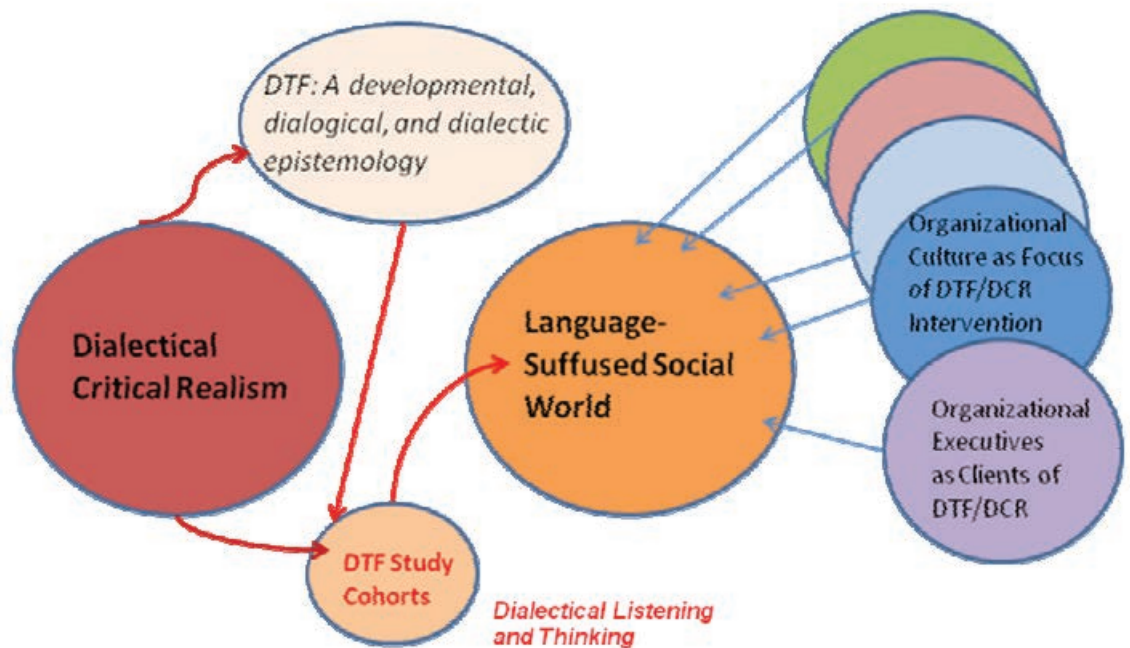 DTF: A developmental,
dialogical, and dialectic
epistemology
Dialectical
Critical Realism
Language-
Suffused Social
World
Organizational
Culture as Focus
of DTF/DCR
Intervention
Organizational
Executives
as Clients of
DTF/DCR
DTF Study
Cohorts
Dialectical Listening
and Thinking